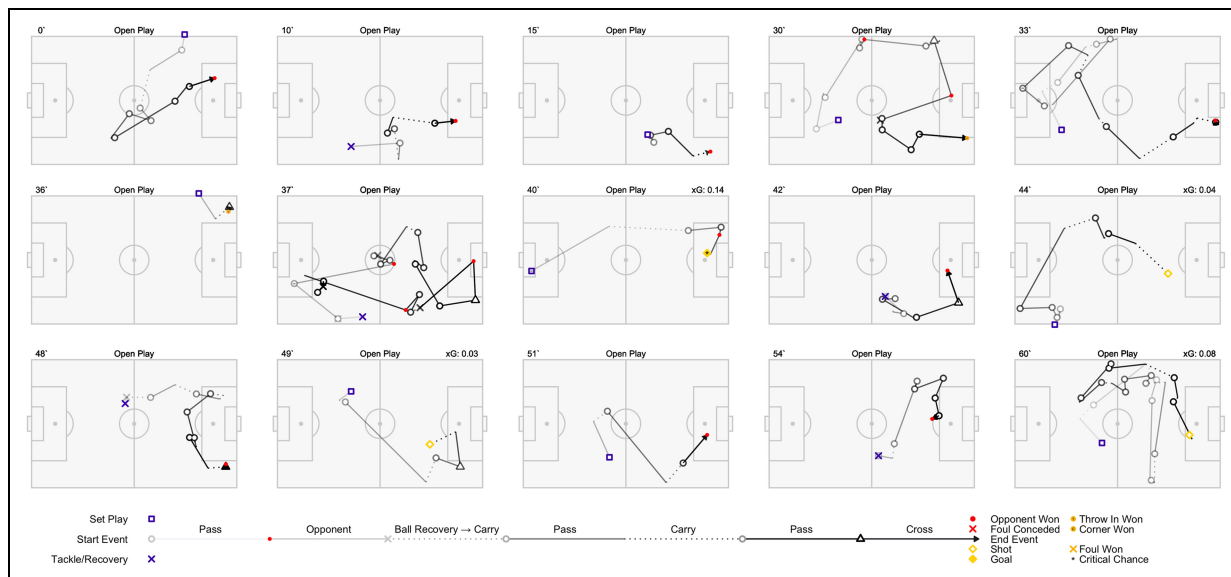 0` Open Play
10` Open Play
15` Open Play
30` Open Play
33` Open Play
36` Open Play
37` Open Play
40` Open Play xG: 0.14
42` Open Play
44` Open Play xG: 0.04
48` Open Play
49` Open Play xG: 0.03
51` Open Play
54` Open Play
60` Open Play xG: 0.08
Set Play Pass Opponent Ball Recovery → Carry Pass Carry Pass Cross Opponent Won Throw In Won
Foul Conceded Corner Won
Start Event End Event
Shot Foul Won
Tackle/Recovery Goal Critical Chance